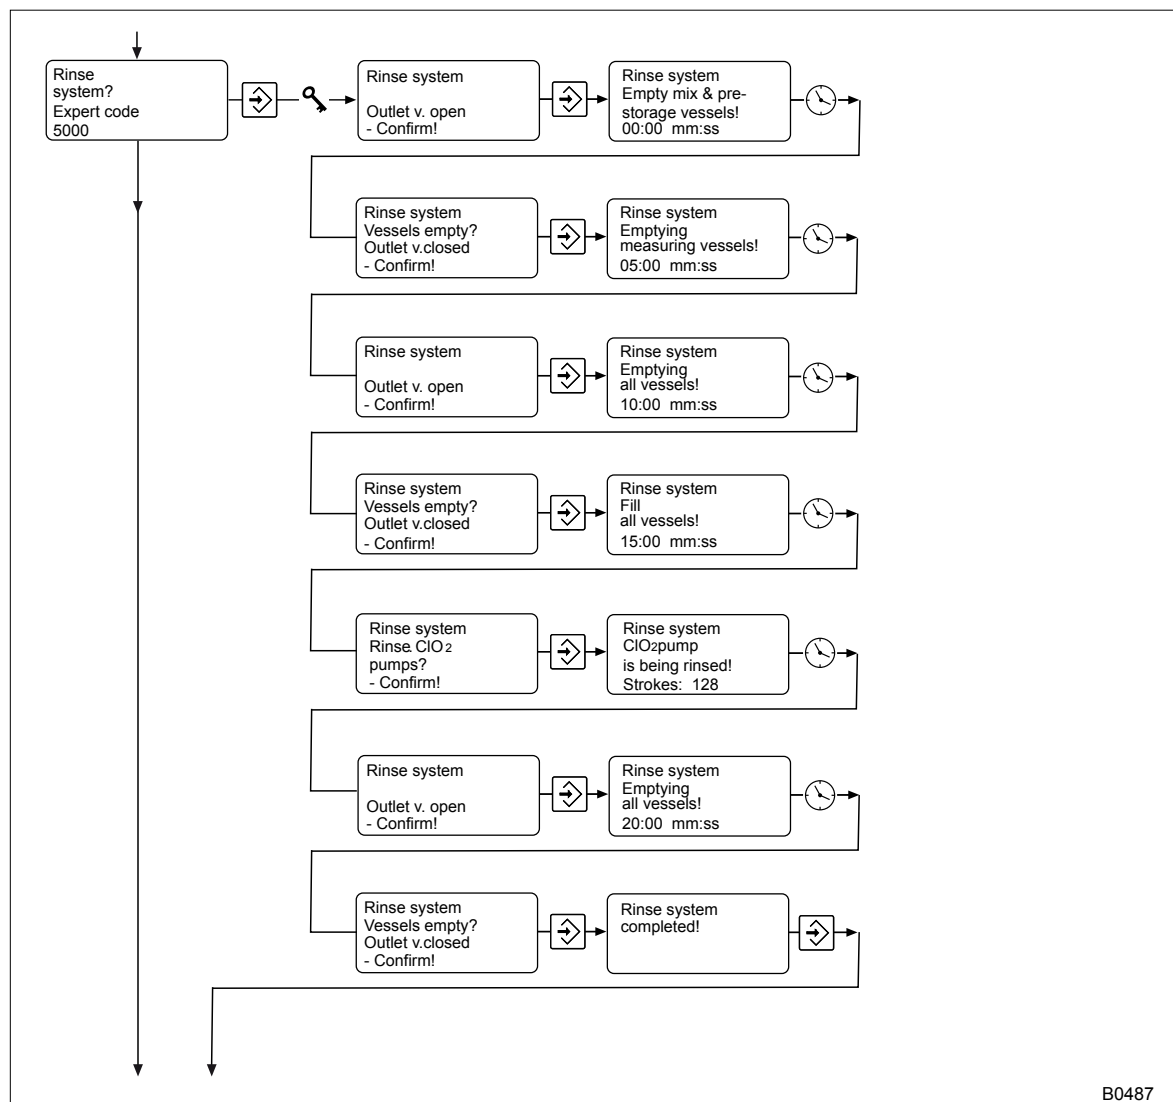 Rinse
system?
Expert code
5000
Rinse system
Outlet v. open
- Confirm!
Rinse system
Empty mix & pre-
storage vessels!
00:00 mm:ss
Rinse system
Vessels empty?
Outlet v.closed
- Confirm!
Rinse system
Emptying
measuring vessels!
05:00 mm:ss
Rinse system
Outlet v. open
- Confirm!
Rinse system
Emptying
all vessels!
10:00 mm:ss
Rinse system
Vessels empty?
Outlet v.closed
- Confirm!
Rinse system
Fill
all vessels!
15:00 mm:ss
Rinse system
Rinse ClO2
pumps?
- Confirm!
Rinse system
ClO2pump
is being rinsed!
Strokes: 128
Rinse system
Outlet v. open
- Confirm!
Rinse system
Emptying
all vessels!
20:00 mm:ss
Rinse system
Vessels empty?
Outlet v.closed
- Confirm!
Rinse system
completed!
B0487